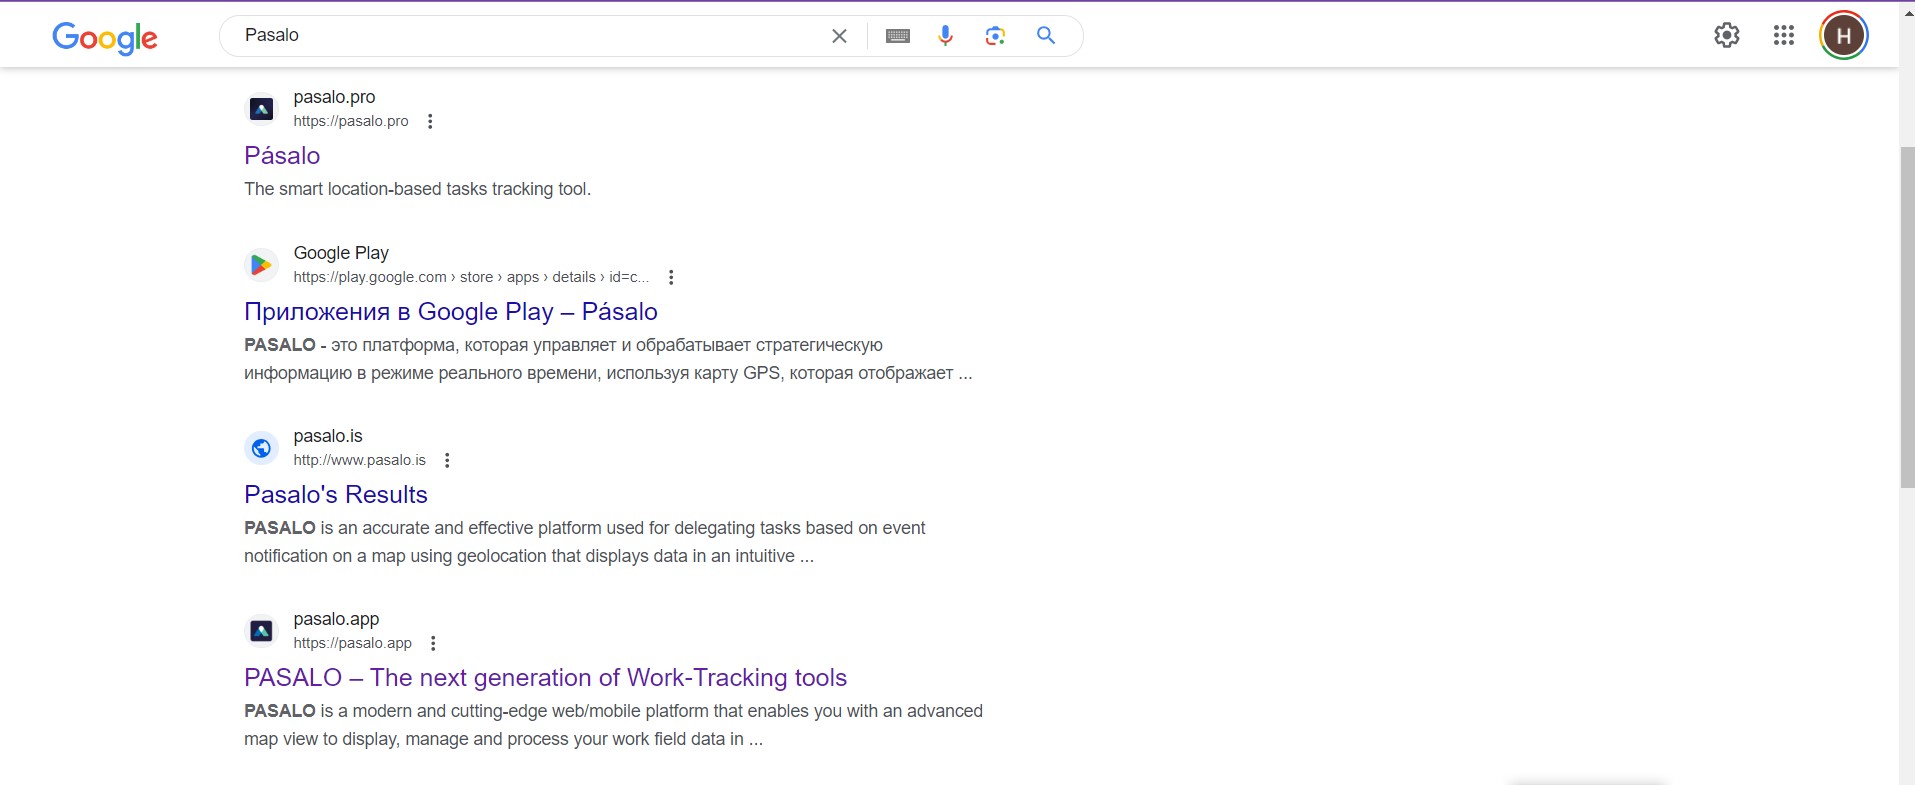 Google
Pasalo
H
pasalo.pro
https://pasalo.pro
Pásalo
The smart location-based tasks tracking tool.
Google Play
https://play.google.com › store › apps › details › id=c...
Приложения в Google Play – Pásalo
PASALO - это платформа, которая управляет и обрабатывает стратегическую
информацию в режиме реального времени, используя карту GPS, которая отображает ...
pasalo.is
http://www.pasalo.is
Pasalo's Results
PASALO is an accurate and effective platform used for delegating tasks based on event
notification on a map using geolocation that displays data in an intuitive ...
pasalo.app
https://pasalo.app
PASALO – The next generation of Work-Tracking tools
PASALO is a modern and cutting-edge web/mobile platform that enables you with an advanced
map view to display, manage and process your work field data in ...